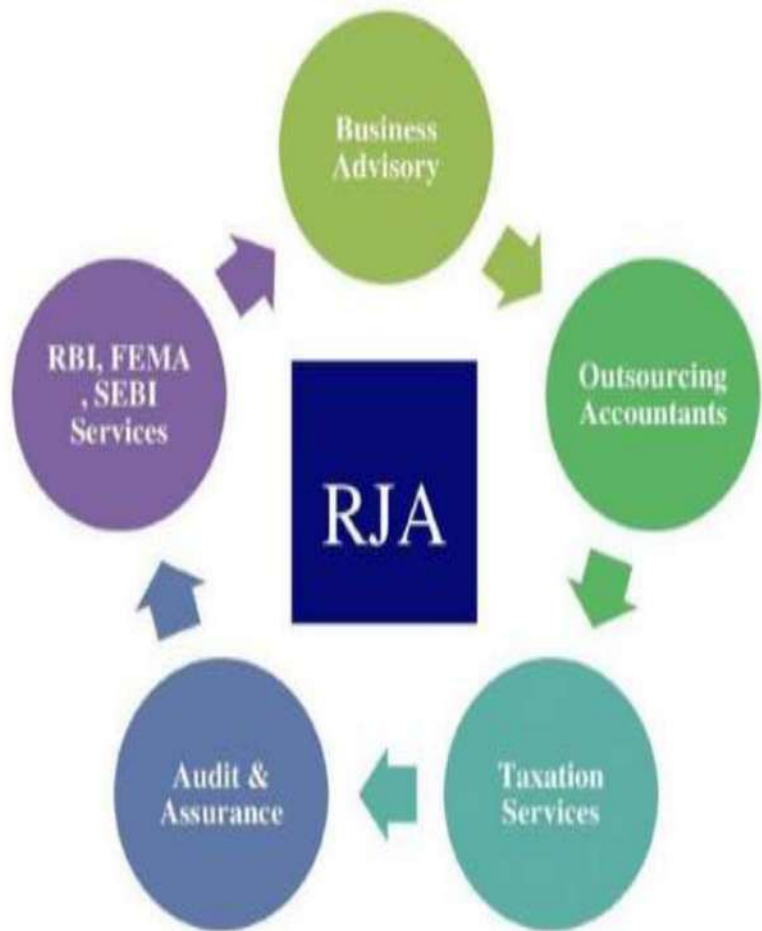 Business
Advisory
Outsourcing
Accountants
Taxation
Services
Audit &
Assurance
RBI, FEMA
, SEBI
Services
RJA